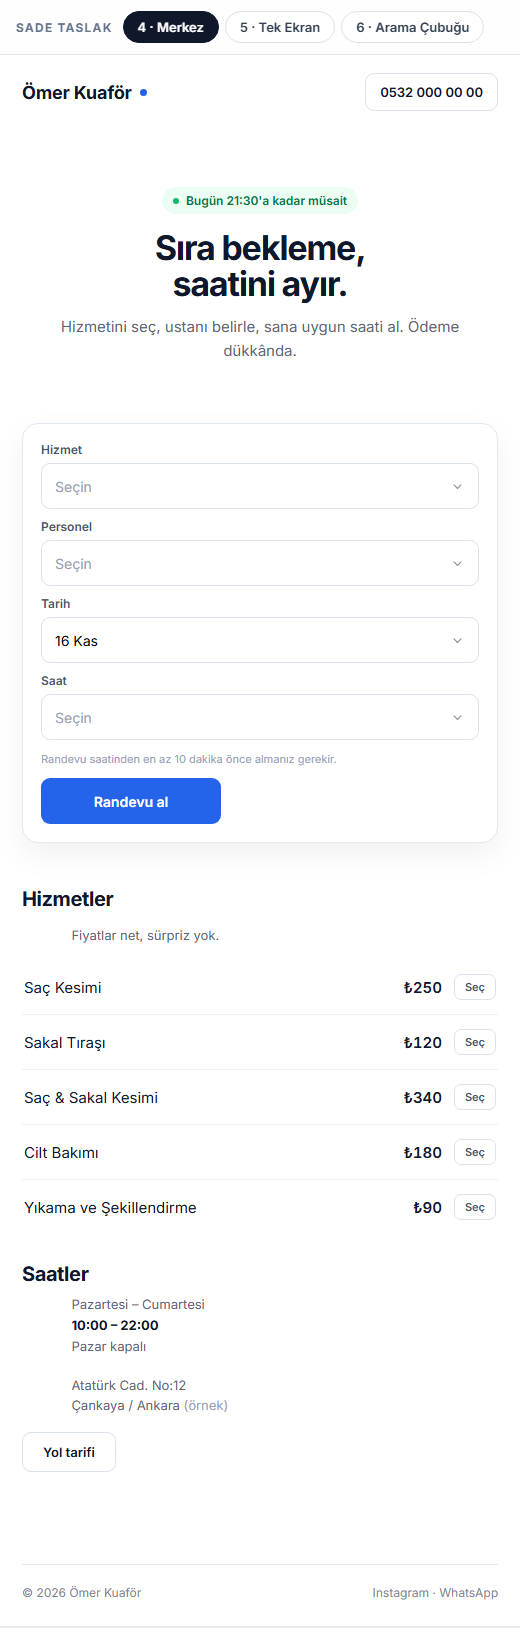 SADE TASLAK 4 · Merkez 5 · Tek Ekran 6 · Arama Çubuğu
Ömer Kuaför 0532 000 00 00
Bugün 21:30'a kadar müsait
Sıra bekleme,
saatini ayır.
Hizmetini seç, ustanı belirle, sana uygun saati al. Ödeme
dükkânda.
Hizmet
Seçin
Personel
Seçin
Tarih
16 Kas
Saat
Seçin
Randevu saatinden en az 10 dakika önce almanız gerekir.
Randevu al
Hizmetler
Fiyatlar net, sürpriz yok.
Saç Kesimi ₺250 Seç
Sakal Tıraşı ₺120 Seç
Saç & Sakal Kesimi ₺340 Seç
Cilt Bakımı ₺180 Seç
Yıkama ve Şekillendirme ₺90 Seç
Saatler
Pazartesi – Cumartesi
10:00 – 22:00
Pazar kapalı
Atatürk Cad. No:12
Çankaya / Ankara (örnek)
Yol tarifi
© 2026 Ömer Kuaför Instagram · WhatsApp